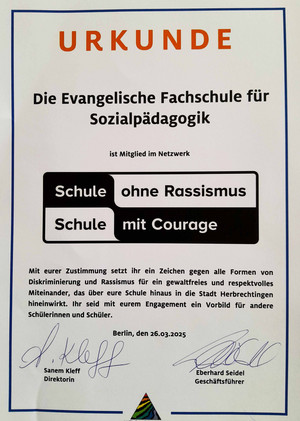 URKUNDE
Die Evangelische Fachschule für
Sozialpädagogik
ist Mitglied im Netzwerk
Schule ohne Rassismus
Schule mit Courage
Mit eurer Zustimmung setzt ihr ein Zeichen gegen alle Formen von
Diskriminierung und Rassismus für ein gewaltfreies und respektvolles
Miteinander, das über eure Schule hinaus in die Stadt Herbrechtingen
hineinwirkt. Ihr seid mit eurem Engagement ein Vorbild für andere
Schülerinnen und Schüler.
Berlin, den 26.03.2025
S. Kleff
Sanem Kleff
Direktorin
Eberhard Seidel
Geschäftsführer